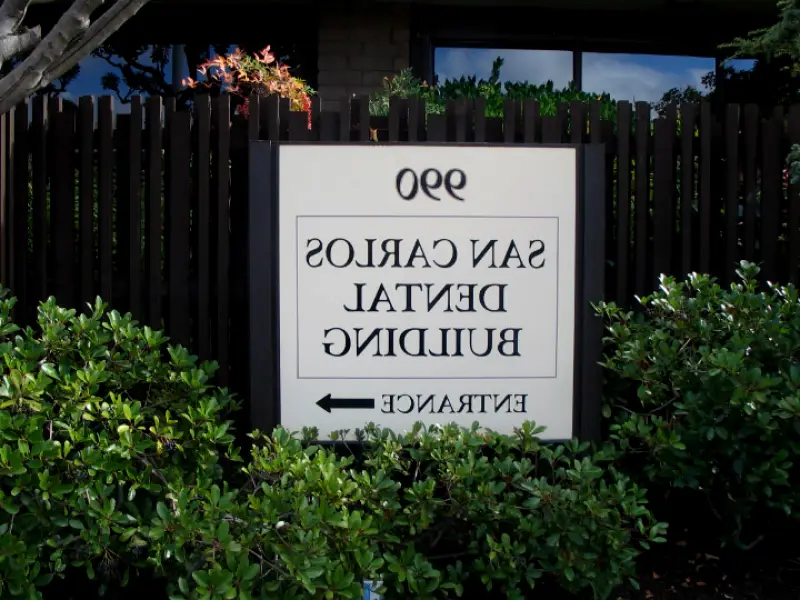 990
SAN CARLOS
DENTAL
BUILDING
ENTRANCE